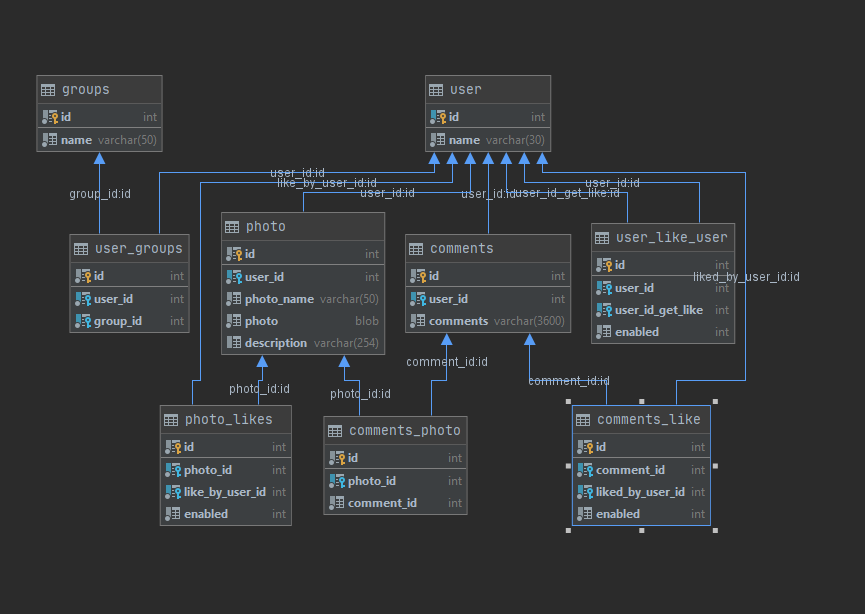 groups
id int
name varchar(50)
user
id int
name varchar(30)
group_id:id
user_id:id
like_by_user_id:id
user_id:id
user_id:id
user_id_get_like:id
user_id:id
liked_by_user_id:id
user_groups
id int
user_id int
group_id int
photo
id int
user_id int
photo_name varchar(50)
photo blob
description varchar(254)
comments
id int
user_id int
comments varchar(3600)
user_like_user
id int
user_id int
user_id_get_like int
enabled int
photo_id:id
photo_id:id
comment_id:id
comment_id:id
photo_likes
id int
photo_id int
like_by_user_id int
enabled int
comments_photo
id int
photo_id int
comment_id int
comments_like
id int
comment_id int
liked_by_user_id int
enabled int